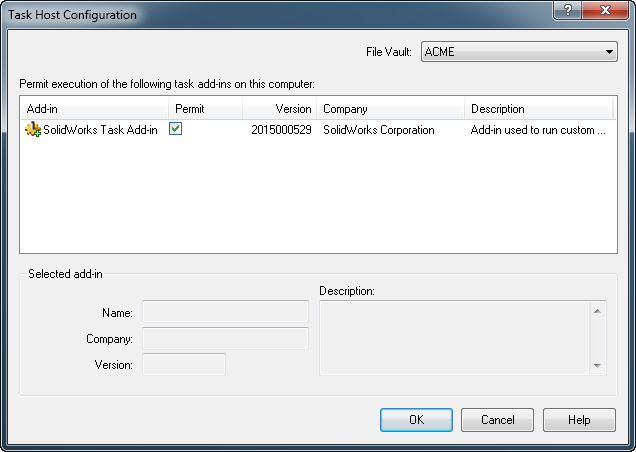 Task Host Configuration
File Vault: ACME
Permit execution of the following task add-ins on this computer:
Add-in Permit Version Company Description
SolidWorks Task Add-in 2015000529 SolidWorks Corporation Add-in used to run custom ...
Selected add-in
Description:
Name:
Company:
Version:
OK Cancel Help